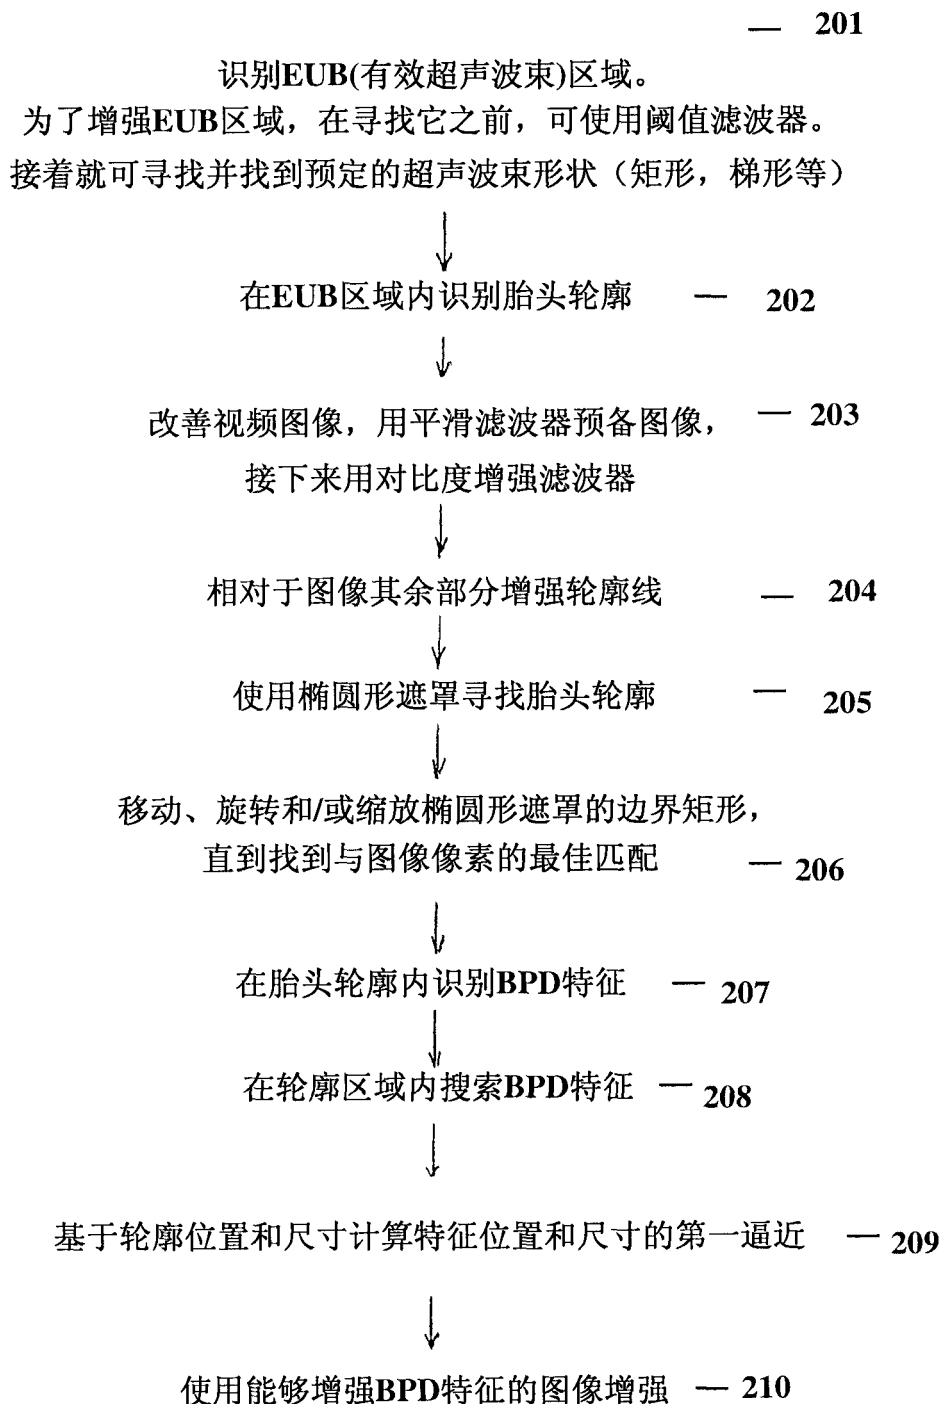 — 201
识别EUB(有效超声波束)区域。
为了增强EUB区域，在寻找它之前，可使用阈值滤波器。
接着就可寻找并找到预定的超声波束形状（矩形，梯形等）
在EUB区域内识别胎头轮廓 — 202
改善视频图像，用平滑滤波器预备图像， — 203
接下来用对比度增强滤波器
相对于图像其余部分增强轮廓线 — 204
使用椭圆形遮罩寻找胎头轮廓 — 205
移动、旋转和/或缩放椭圆形遮罩的边界矩形，
直到找到与图像像素的最佳匹配 — 206
在胎头轮廓内识别BPD特征 — 207
在轮廓区域内搜索BPD特征 — 208
基于轮廓位置和尺寸计算特征位置和尺寸的第一逼近 — 209
使用能够增强BPD特征的图像增强 — 210